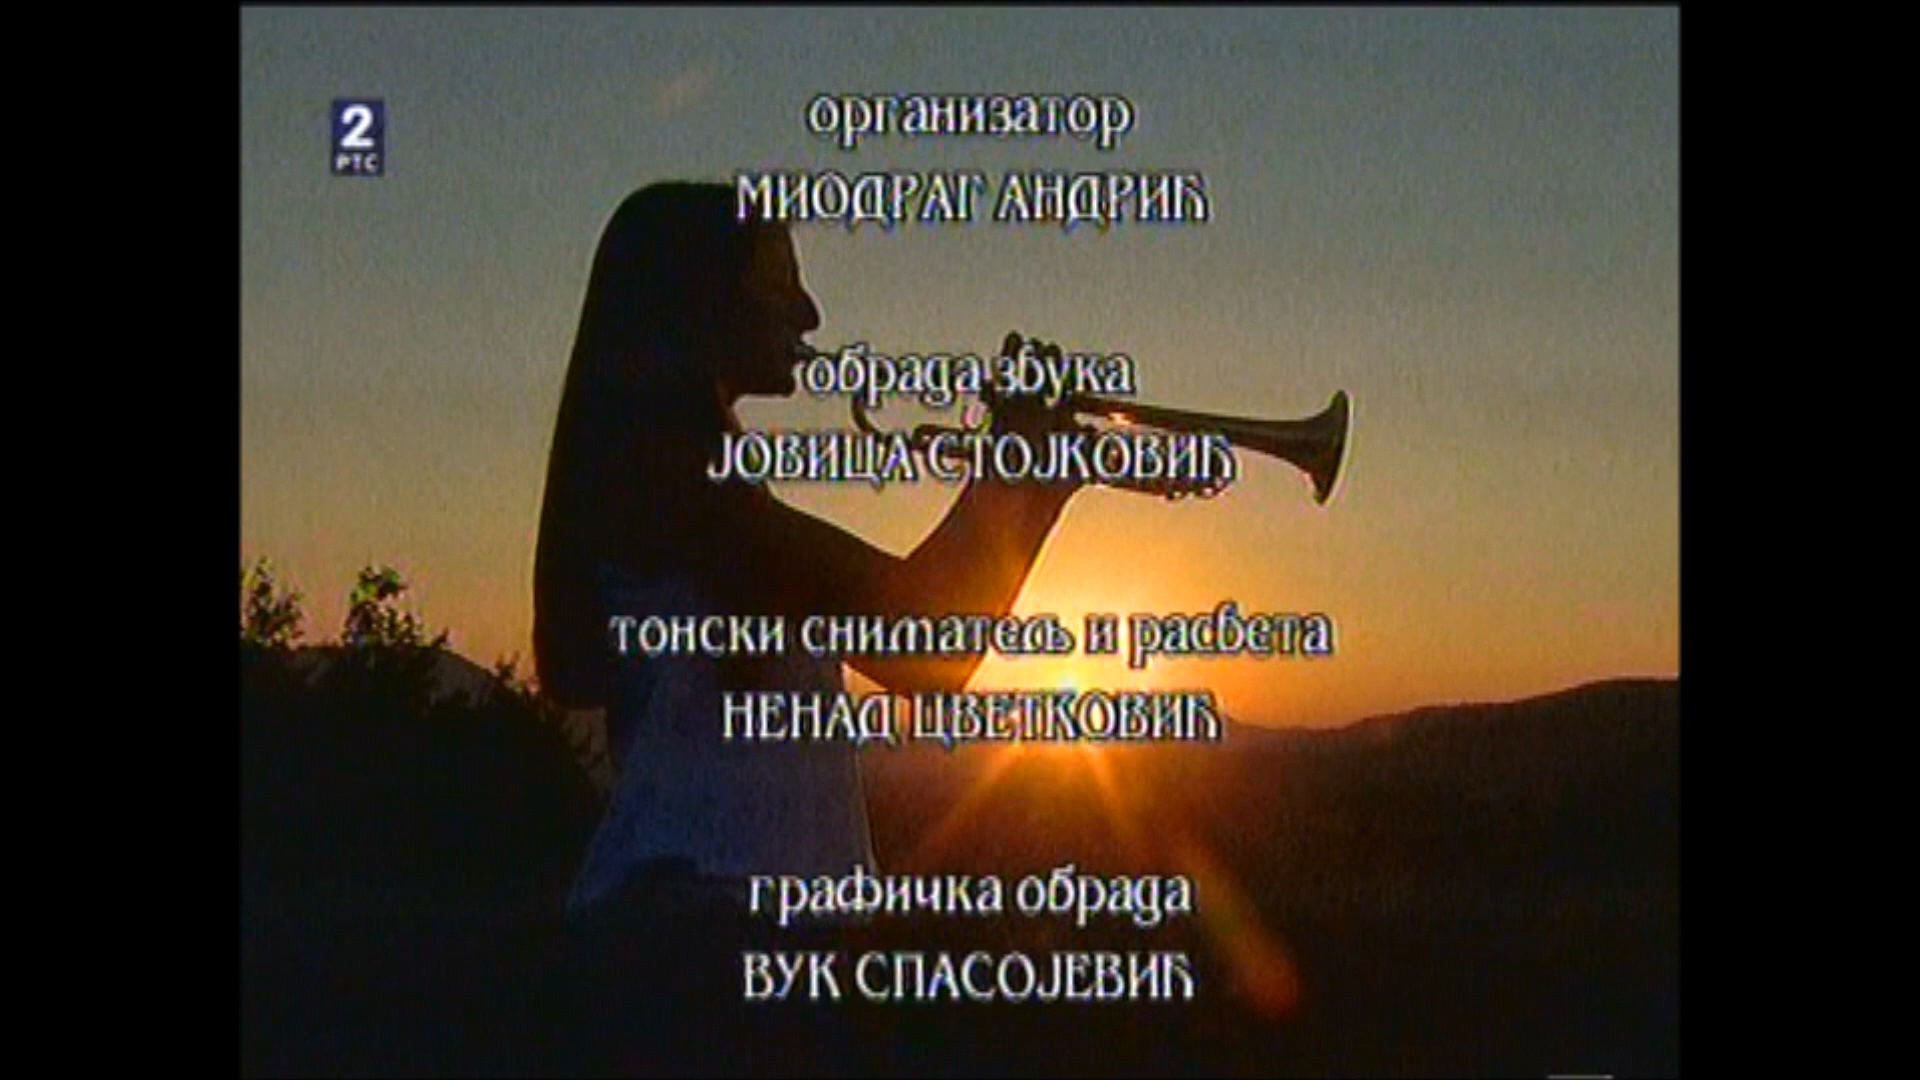 2
РТС
организатор
МИОДРАГ АНДРИЋ
обрада звука
ЈОВИЦА СТОЈКОВИЋ
тонски сниматељ и расвета
НЕНАД ЦВЕТКОВИЋ
графичка обрада
ВУК СПАСОЈЕВИЋ